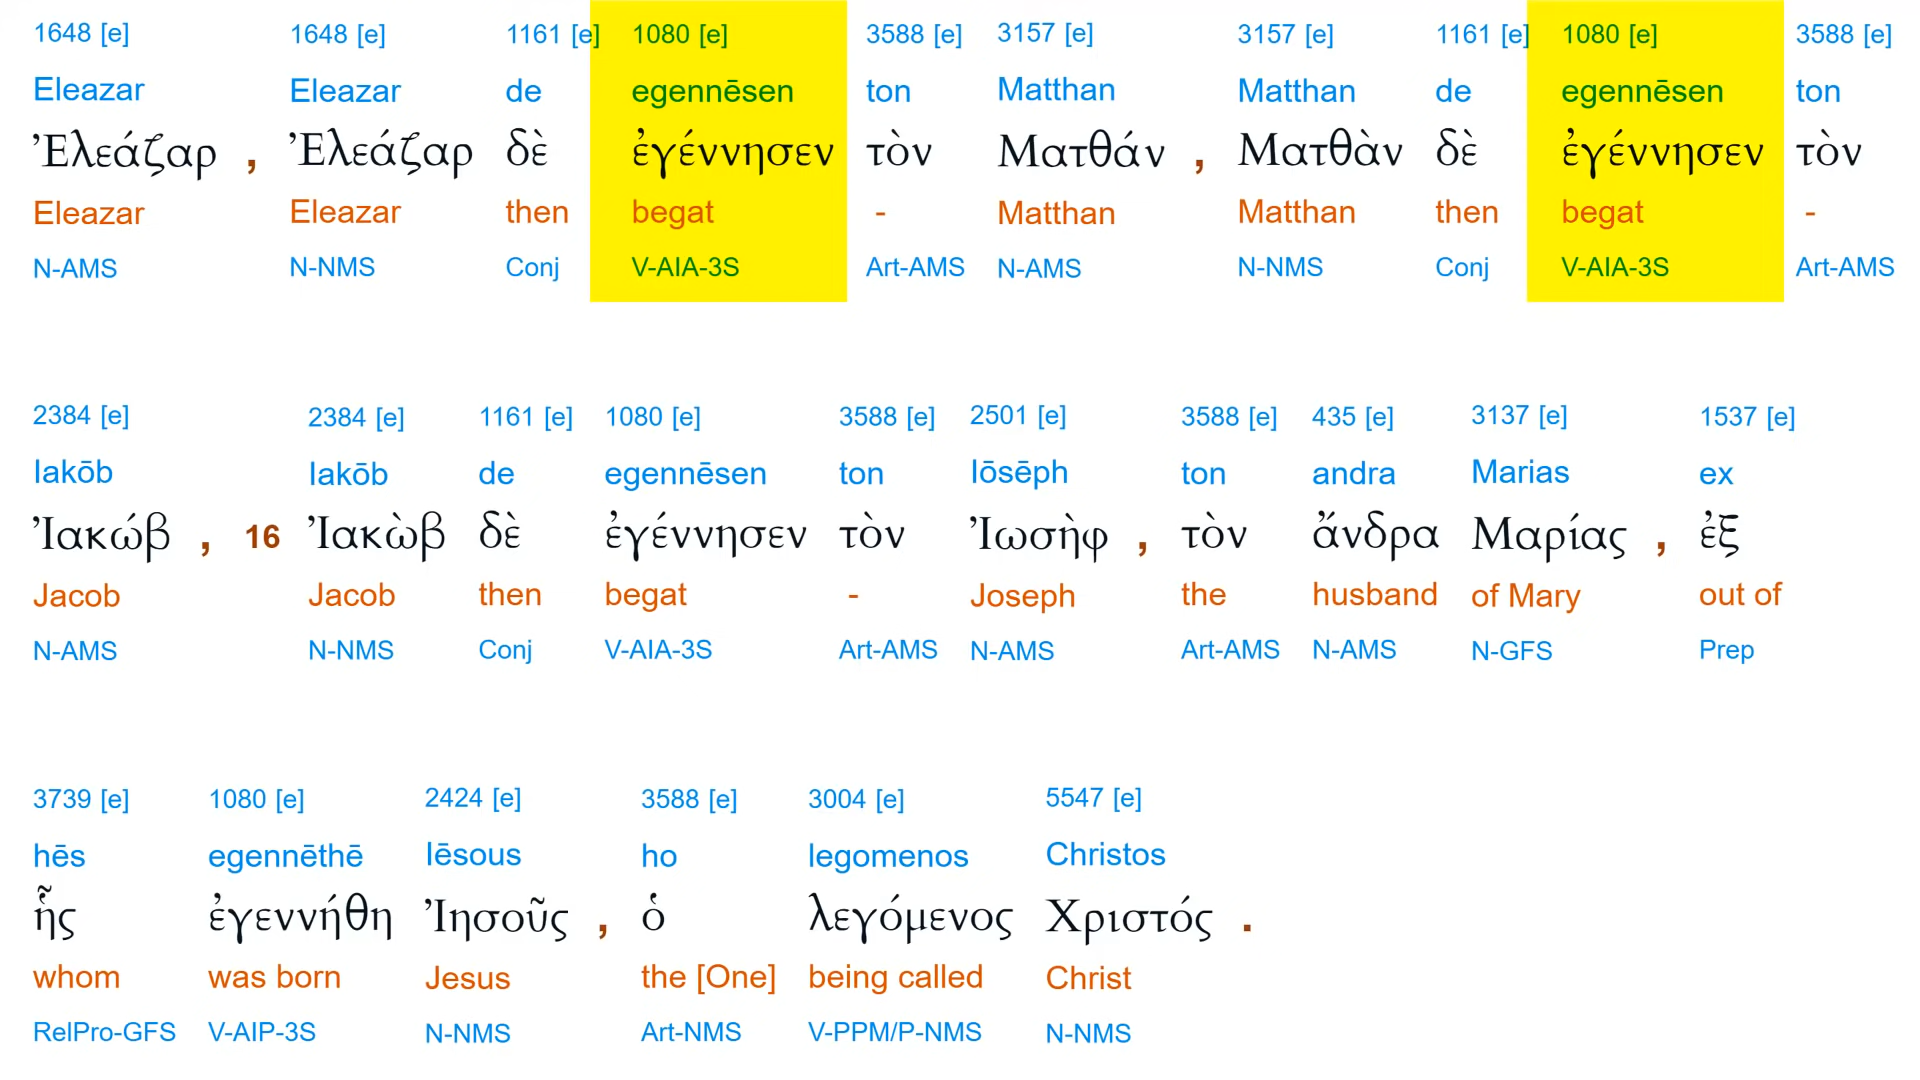 1648 [e] 1648 [e] 1161 [e] 1080 [e] 3588 [e] 3157 [e] 3157 [e] 1161 [e] 1080 [e] 3588 [e]
Eleazar Eleazar de egennēsen ton Matthan Matthan de egennēsen ton
Ἐλεάζαρ , Ἐλεάζαρ δὲ ἐγέννησεν τὸν Ματθάν , Ματθὰν δὲ ἐγέννησεν τὸν
Eleazar Eleazar then begat - Matthan Matthan then begat -
N-AMS N-NMS Conj V-AIA-3S Art-AMS N-AMS N-NMS Conj V-AIA-3S Art-AMS
2384 [e] 2384 [e] 1161 [e] 1080 [e] 3588 [e] 2501 [e] 3588 [e] 435 [e] 3137 [e] 1537 [e]
Iakōb Iakōb de egennēsen ton Iōsēph ton andra Marias ex
Ἰακώβ , 16 Ἰακὼβ δὲ ἐγέννησεν τὸν Ἰωσὴφ , τὸν ἄνδρα Μαρίας , ἐξ
Jacob Jacob then begat - Joseph the husband of Mary out of
N-AMS N-NMS Conj V-AIA-3S Art-AMS N-AMS Art-AMS N-AMS N-GFS Prep
3739 [e] 1080 [e] 2424 [e] 3588 [e] 3004 [e] 5547 [e]
hēs egennēthē Iēsous ho legomenos Christos
ἧς ἐγεννήθη Ἰησοῦς , ὁ λεγόμενος Χριστός .
whom was born Jesus the [One] being called Christ
RelPro-GFS V-AIP-3S N-NMS Art-NMS V-PPM/P-NMS N-NMS